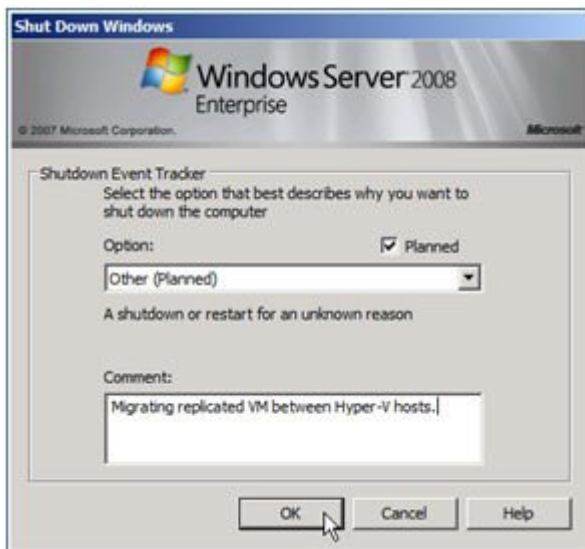 Shut Down Windows
Windows Server 2008
Enterprise
© 2007 Microsoft Corporation.
Microsoft
Shutdown Event Tracker
Select the option that best describes why you want to
shut down the computer
Option:
Planned
Other (Planned)
A shutdown or restart for an unknown reason
Comment:
Migrating replicated VM between Hyper-V hosts.
OK
Cancel
Help